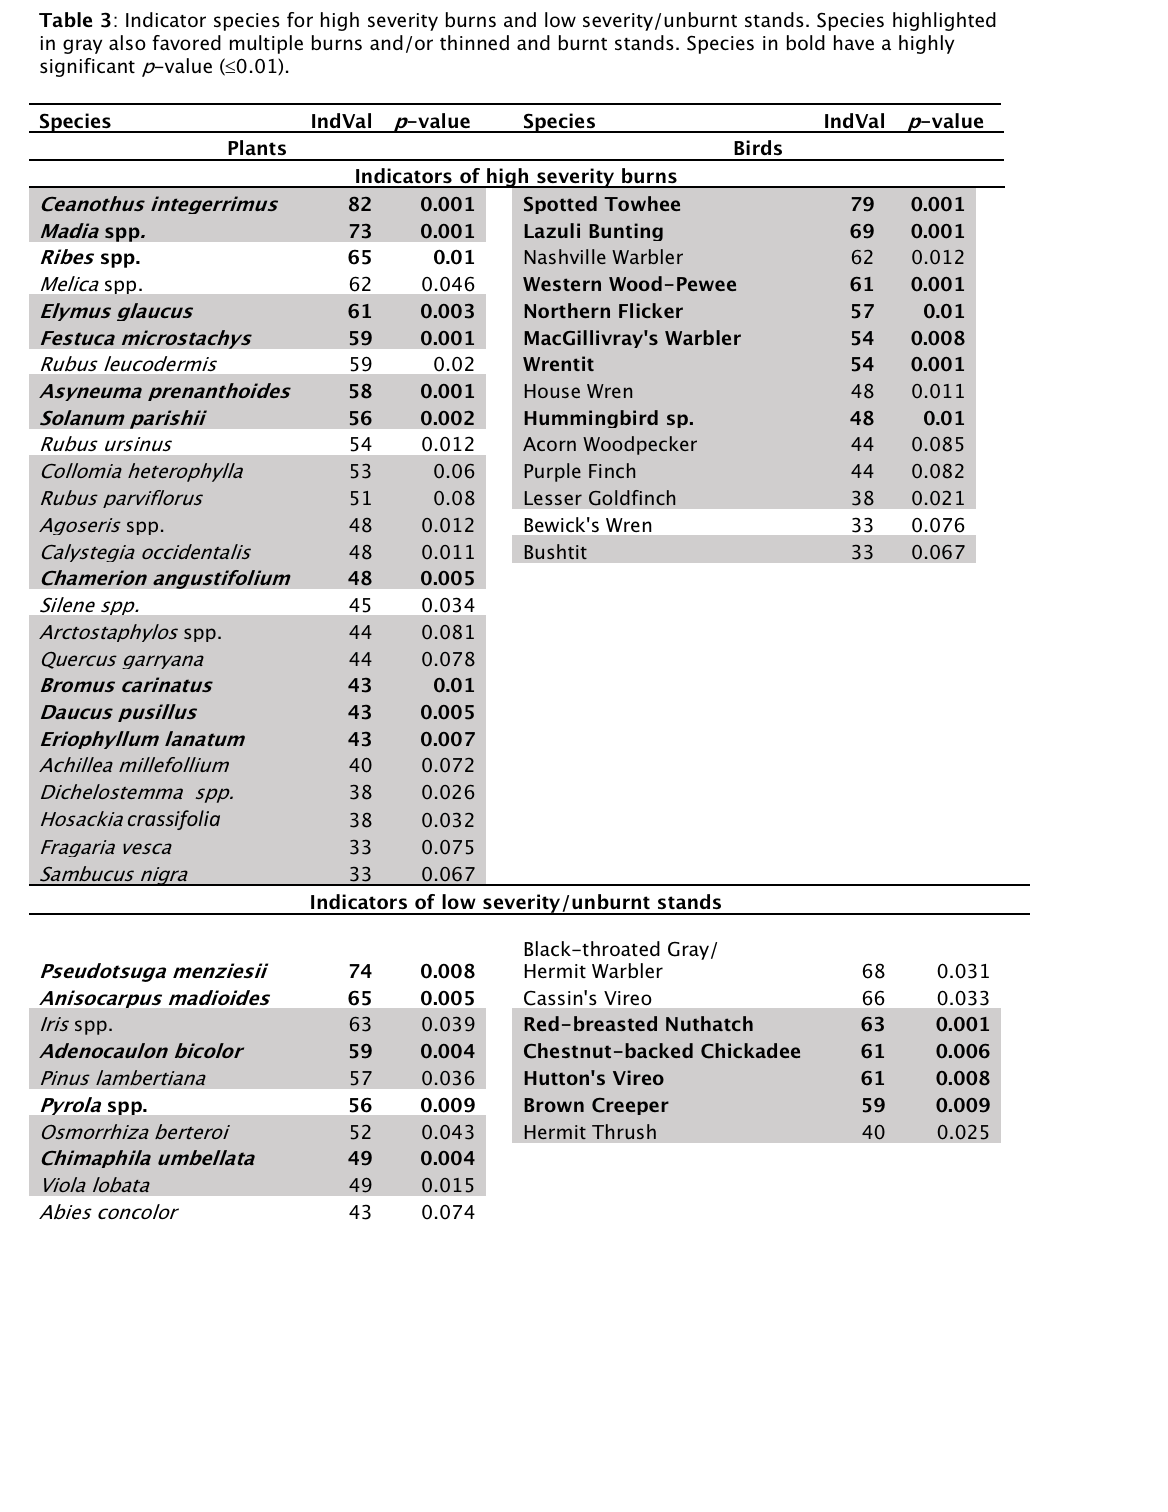 Table 3: Indicator species for high severity burns and low severity/unburnt stands. Species highlighted
in gray also favored multiple burns and/or thinned and burnt stands. Species in bold have a highly
significant p-value (≤0.01).
Species IndVal p-value Species IndVal p-value
Plants Birds
Indicators of high severity burns
Ceanothus integerrimus 82 0.001 Spotted Towhee 79 0.001
Madia spp. 73 0.001 Lazuli Bunting 69 0.001
Ribes spp. 65 0.01 Nashville Warbler 62 0.012
Melica spp. 62 0.046 Western Wood-Pewee 61 0.001
Elymus glaucus 61 0.003 Northern Flicker 57 0.01
Festuca microstachys 59 0.001 MacGillivray's Warbler 54 0.008
Rubus leucodermis 59 0.02 Wrentit 54 0.001
Asyneuma prenanthoides 58 0.001 House Wren 48 0.011
Solanum parishii 56 0.002 Hummingbird sp. 48 0.01
Rubus ursinus 54 0.012 Acorn Woodpecker 44 0.085
Collomia heterophylla 53 0.06 Purple Finch 44 0.082
Rubus parviflorus 51 0.08 Lesser Goldfinch 38 0.021
Agoseris spp. 48 0.012 Bewick's Wren 33 0.076
Calystegia occidentalis 48 0.011 Bushtit 33 0.067
Chamerion angustifolium 48 0.005
Silene spp. 45 0.034
Arctostaphylos spp. 44 0.081
Quercus garryana 44 0.078
Bromus carinatus 43 0.01
Daucus pusillus 43 0.005
Eriophyllum lanatum 43 0.007
Achillea millefollium 40 0.072
Dichelostemma spp. 38 0.026
Hosackia crassifolia 38 0.032
Fragaria vesca 33 0.075
Sambucus nigra 33 0.067
Indicators of low severity/unburnt stands
Black-throated Gray/
Pseudotsuga menziesii 74 0.008 Hermit Warbler 68 0.031
Anisocarpus madioides 65 0.005 Cassin's Vireo 66 0.033
Iris spp. 63 0.039 Red-breasted Nuthatch 63 0.001
Adenocaulon bicolor 59 0.004 Chestnut-backed Chickadee 61 0.006
Pinus lambertiana 57 0.036 Hutton's Vireo 61 0.008
Pyrola spp. 56 0.009 Brown Creeper 59 0.009
Osmorrhiza berteroi 52 0.043 Hermit Thrush 40 0.025
Chimaphila umbellata 49 0.004
Viola lobata 49 0.015
Abies concolor 43 0.074